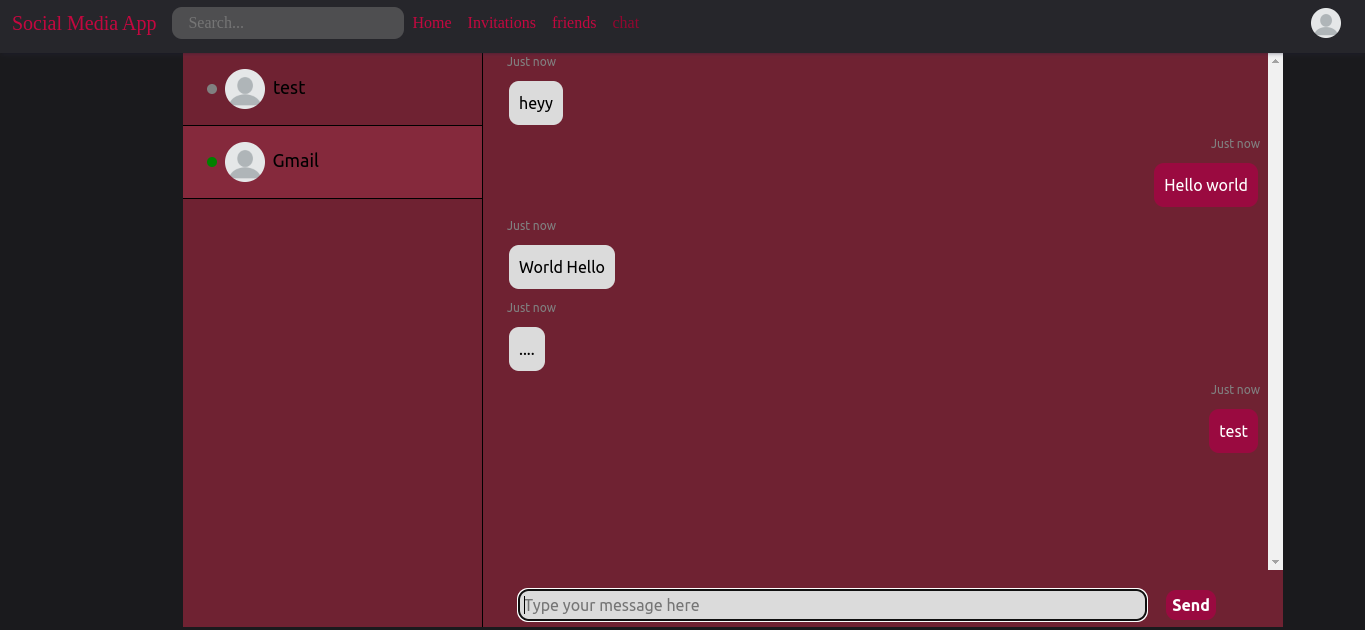 Social Media App Search... Home Invitations friends chat
test
Gmail
Just now
heyy
Just now
Hello world
Just now
World Hello
Just now
....
Just now
test
Type your message here Send